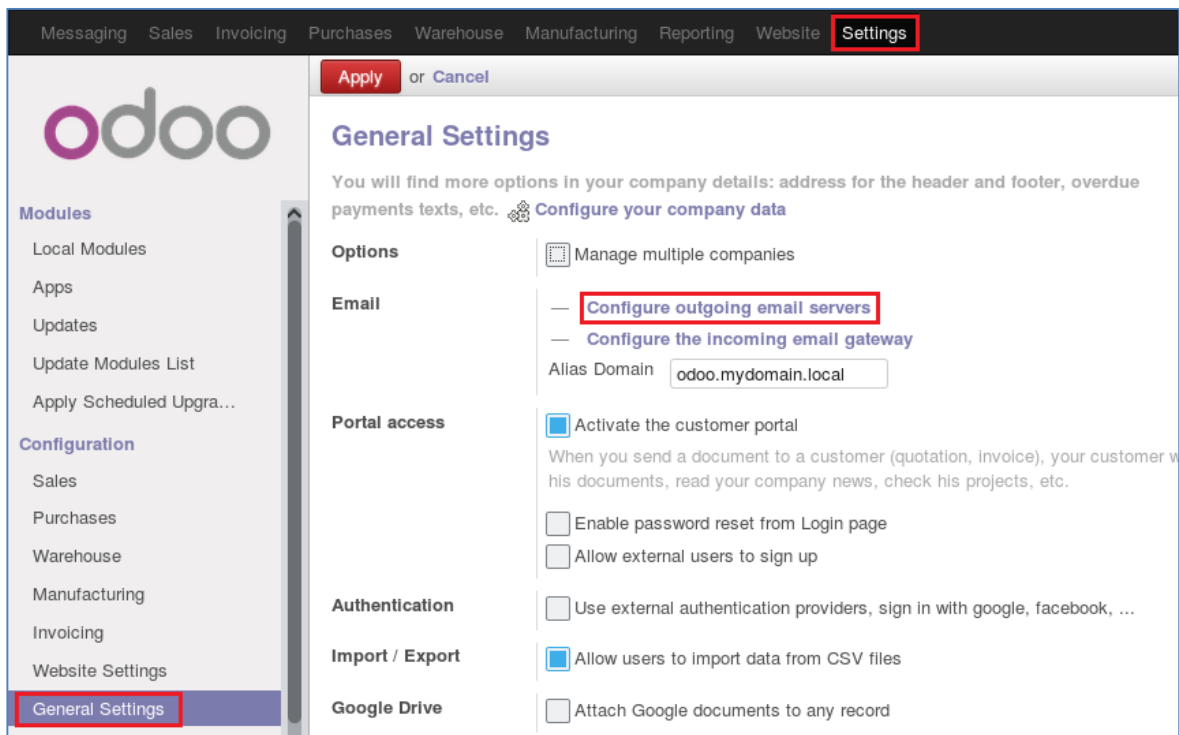 Messaging Sales Invoicing Purchases Warehouse Manufacturing Reporting Website Settings
odoo
Modules
Local Modules
Apps
Updates
Update Modules List
Apply Scheduled Upgra...
Configuration
Sales
Purchases
Warehouse
Manufacturing
Invoicing
Website Settings
General Settings
Apply or Cancel
General Settings
You will find more options in your company details: address for the header and footer, overdue
payments texts, etc. Configure your company data
Options Manage multiple companies
Email — Configure outgoing email servers
— Configure the incoming email gateway
Alias Domain odoo.mydomain.local
Portal access Activate the customer portal
When you send a document to a customer (quotation, invoice), your customer
his documents, read your company news, check his projects, etc.
Enable password reset from Login page
Allow external users to sign up
Authentication Use external authentication providers, sign in with google, facebook, ...
Import / Export Allow users to import data from CSV files
Google Drive Attach Google documents to any record